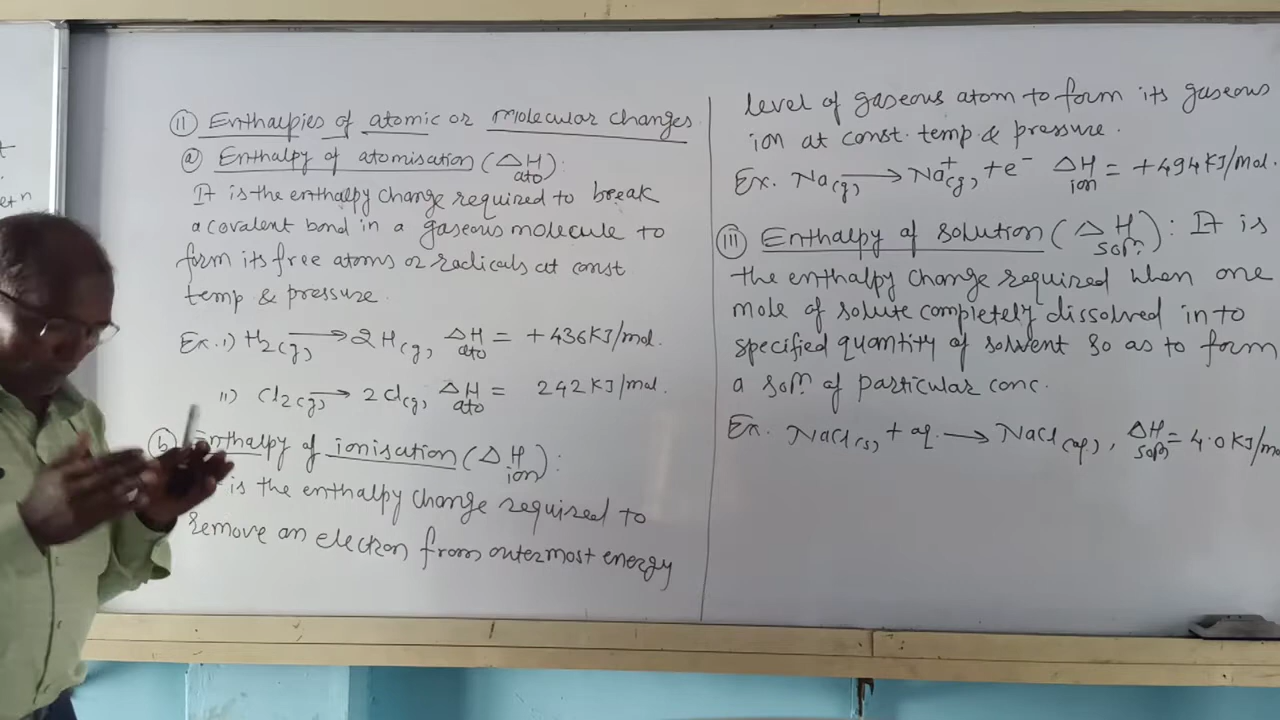 t
et n
(ii) Enthalpies of atomic or molecular changes
(a) Enthalpy of atomisation (ΔH ato):
It is the enthalpy change required to break
a covalent bond in a gaseous molecule to
form its free atoms or radicals at const
temp & pressure.
Ex. i) H2(g) → 2H(g), ΔH ato = +436 KJ/mol.
ii) Cl2(g) → 2Cl(g), ΔH ato = 242 KJ/mol.
(b) Enthalpy of ionisation (ΔH ion):
is the enthalpy change required to
remove an electron from outermost energy
level of gaseous atom to form its gaseous
ion at const. temp & pressure.
Ex. Na(g) → Na+(g), + e- ΔH ion = +494 KJ/mol.
(iii) Enthalpy of solution (ΔH soln): It is
the enthalpy change required when one
mole of solute completely dissolved in to
specified quantity of solvent so as to form
a soln. of particular conc.
Ex. NaCl(s) + aq. → NaCl(aq), ΔH soln = 4.0 KJ/mo